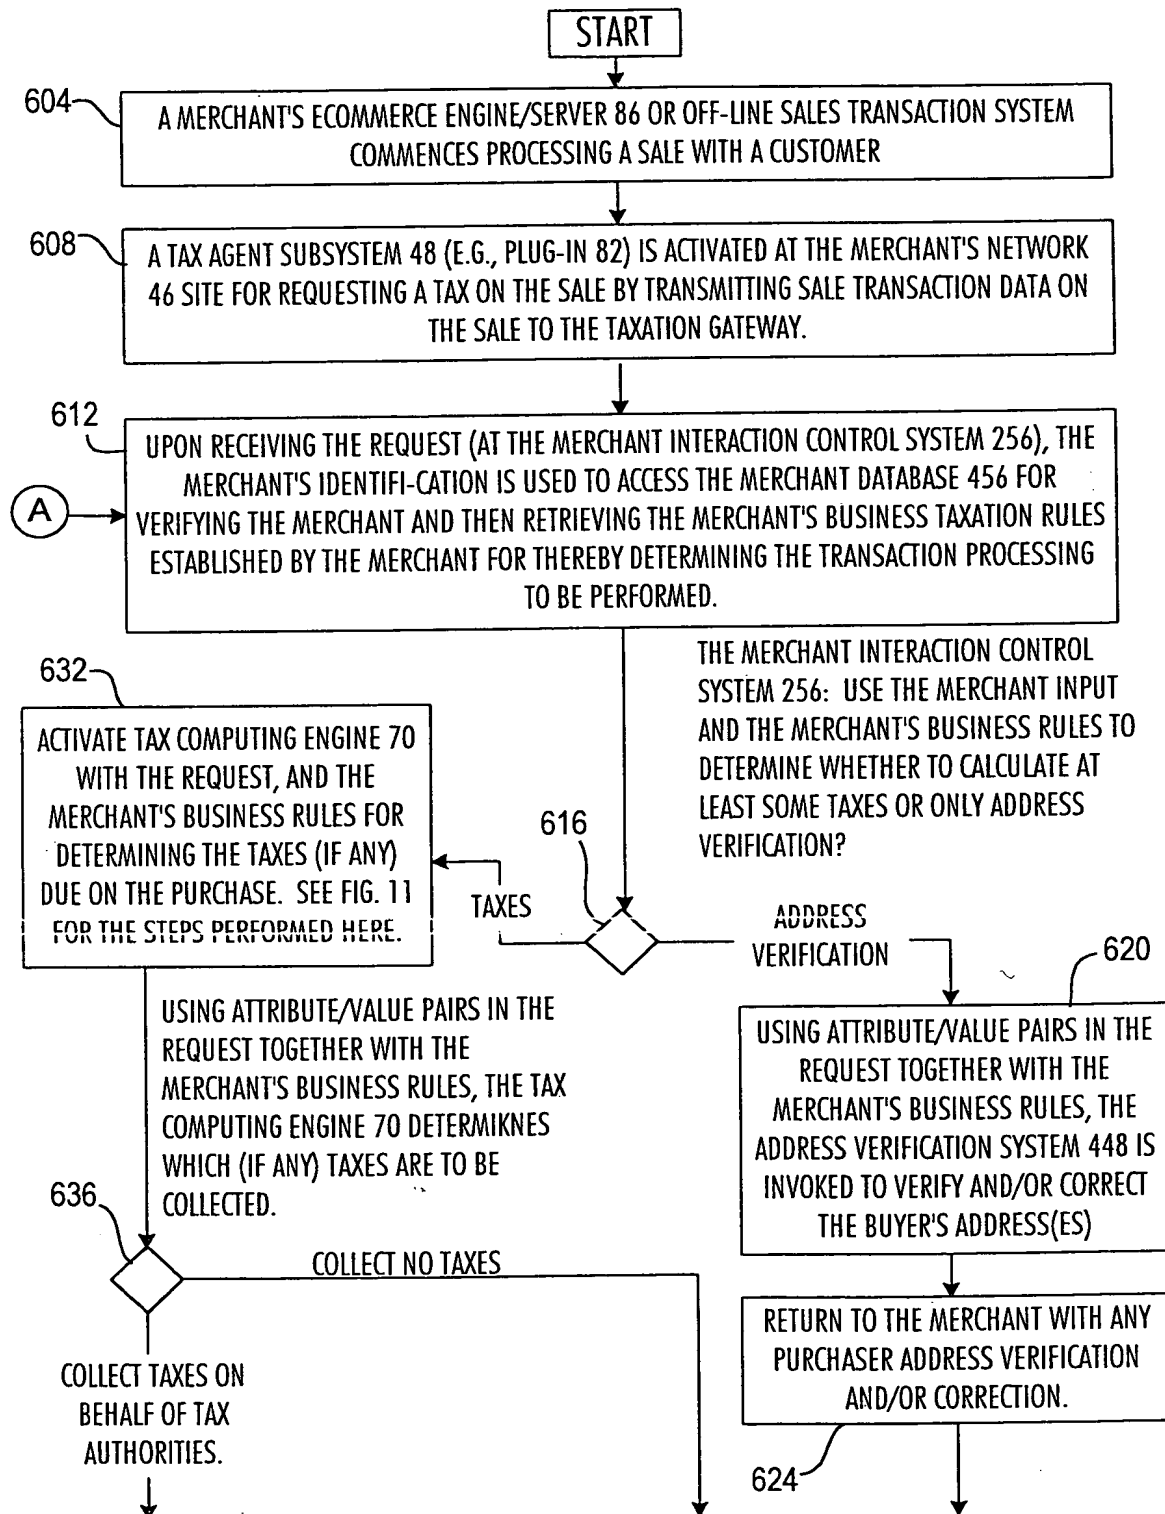 START
604
A MERCHANT'S ECOMMERCE ENGINE/SERVER 86 OR OFF-LINE SALES TRANSACTION SYSTEM
COMMENCES PROCESSING A SALE WITH A CUSTOMER
608
A TAX AGENT SUBSYSTEM 48 (E.G., PLUG-IN 82) IS ACTIVATED AT THE MERCHANT'S NETWORK
46 SITE FOR REQUESTING A TAX ON THE SALE BY TRANSMITTING SALE TRANSACTION DATA ON
THE SALE TO THE TAXATION GATEWAY.
612
UPON RECEIVING THE REQUEST (AT THE MERCHANT INTERACTION CONTROL SYSTEM 256), THE
MERCHANT'S IDENTIFI-CATION IS USED TO ACCESS THE MERCHANT DATABASE 456 FOR
VERIFYING THE MERCHANT AND THEN RETRIEVING THE MERCHANT'S BUSINESS TAXATION RULES
ESTABLISHED BY THE MERCHANT FOR THEREBY DETERMINING THE TRANSACTION PROCESSING
TO BE PERFORMED.
A
THE MERCHANT INTERACTION CONTROL
SYSTEM 256: USE THE MERCHANT INPUT
AND THE MERCHANT'S BUSINESS RULES TO
DETERMINE WHETHER TO CALCULATE AT
LEAST SOME TAXES OR ONLY ADDRESS
VERIFICATION?
632
ACTIVATE TAX COMPUTING ENGINE 70
WITH THE REQUEST, AND THE
MERCHANT'S BUSINESS RULES FOR
DETERMINING THE TAXES (IF ANY)
DUE ON THE PURCHASE. SEE FIG. 11
FOR THE STEPS PERFORMED HERE.
616
TAXES
ADDRESS
VERIFICATION
620
USING ATTRIBUTE/VALUE PAIRS IN THE
REQUEST TOGETHER WITH THE
MERCHANT'S BUSINESS RULES, THE TAX
COMPUTING ENGINE 70 DETERMIKNES
WHICH (IF ANY) TAXES ARE TO BE
COLLECTED.
USING ATTRIBUTE/VALUE PAIRS IN THE
REQUEST TOGETHER WITH THE
MERCHANT'S BUSINESS RULES, THE
ADDRESS VERIFICATION SYSTEM 448 IS
INVOKED TO VERIFY AND/OR CORRECT
THE BUYER'S ADDRESS(ES)
636
COLLECT NO TAXES
COLLECT TAXES ON
BEHALF OF TAX
AUTHORITIES.
RETURN TO THE MERCHANT WITH ANY
PURCHASER ADDRESS VERIFICATION
AND/OR CORRECTION.
624